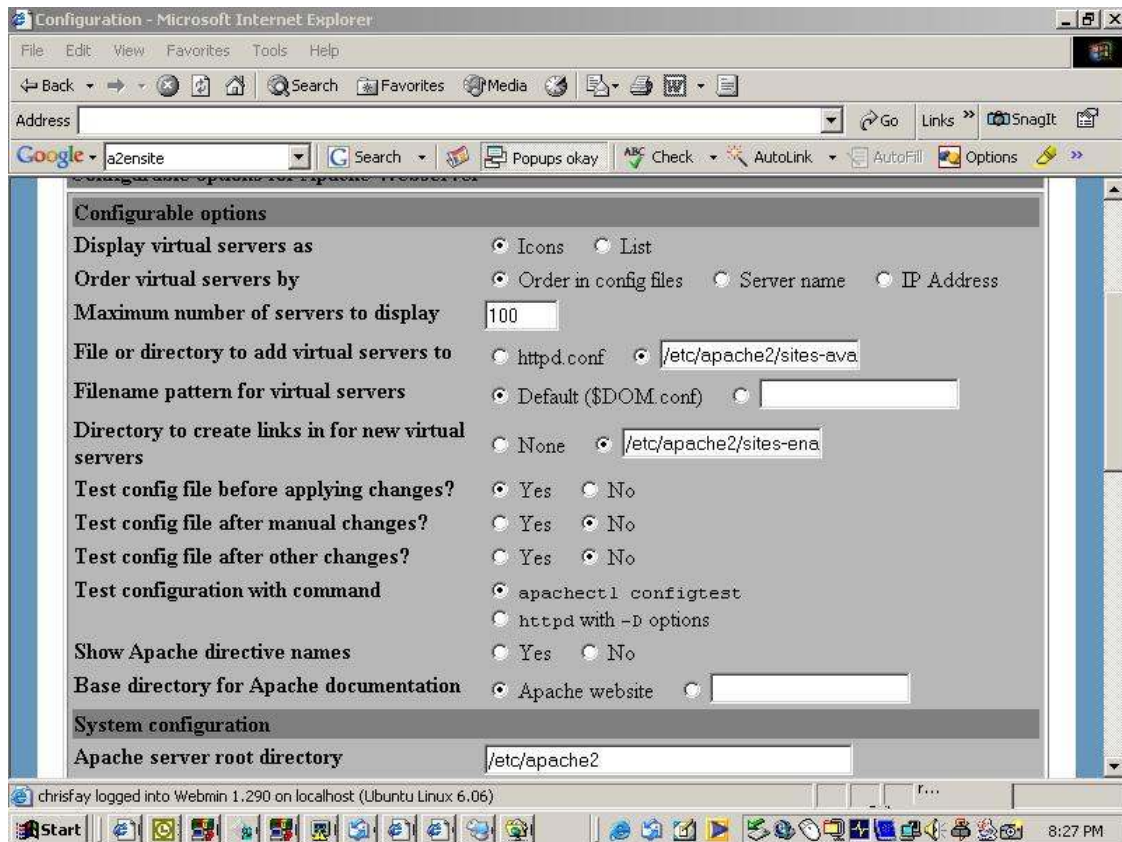 Configuration - Microsoft Internet Explorer
File Edit View Favorites Tools Help
Back Search Favorites Media
Address Go Links » SnagIt
Google a2ensite Search Popups okay ABC Check AutoLink AutoFill Options »
Configurable options for Apache Webserver
Configurable options
Display virtual servers as Icons List
Order virtual servers by Order in config files Server name IP Address
Maximum number of servers to display 100
File or directory to add virtual servers to httpd.conf /etc/apache2/sites-ava
Filename pattern for virtual servers Default ($DOM.conf)
Directory to create links in for new virtual servers None /etc/apache2/sites-ena
Test config file before applying changes? Yes No
Test config file after manual changes? Yes No
Test config file after other changes? Yes No
Test configuration with command apachectl configtest
httpd with -D options
Show Apache directive names Yes No
Base directory for Apache documentation Apache website
System configuration
Apache server root directory /etc/apache2
chrisfay logged into Webmin 1.290 on localhost (Ubuntu Linux 6.06)
Start 8:27 PM